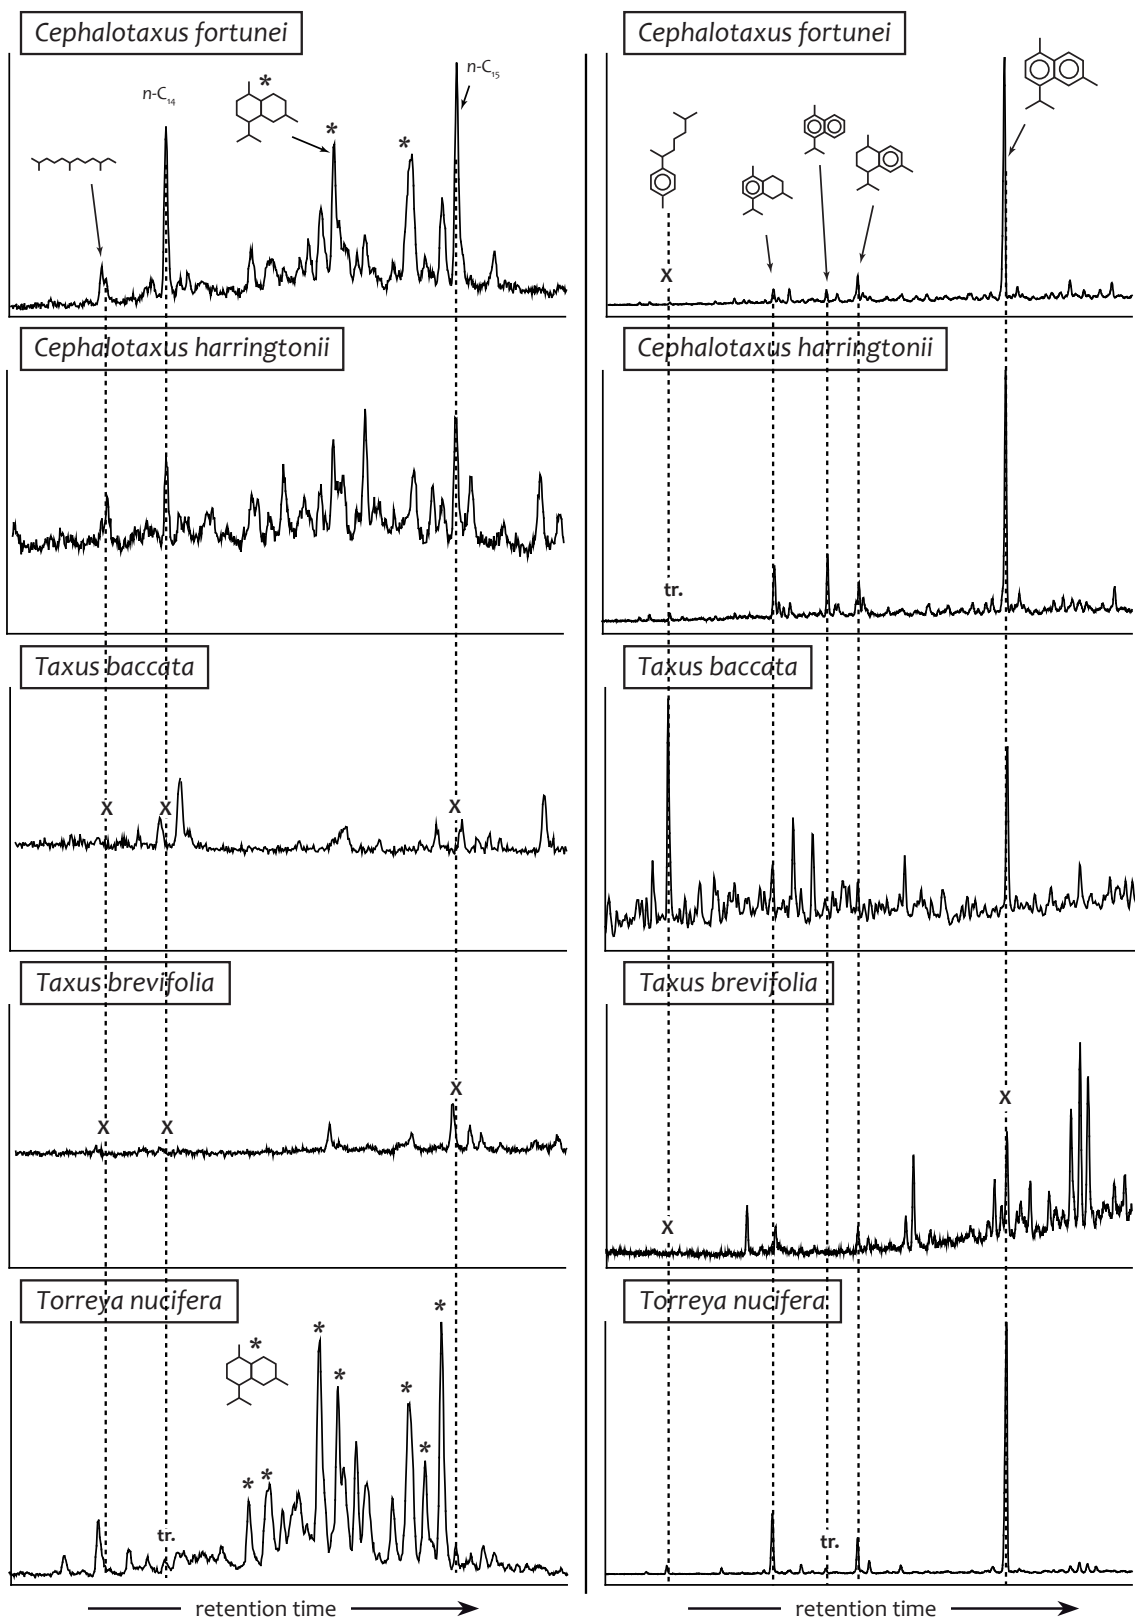 Cephalotaxus fortunei
n-C₁₄
*
*
*
n-C₁₅
Cephalotaxus harringtonii
Taxus baccata
X
X
X
Taxus brevifolia
X
X
X
Torreya nucifera
*
*
*
*
*
*
*
*
tr.
retention time
Cephalotaxus fortunei
X
Cephalotaxus harringtonii
tr.
Taxus baccata
Taxus brevifolia
X
X
Torreya nucifera
tr.
retention time